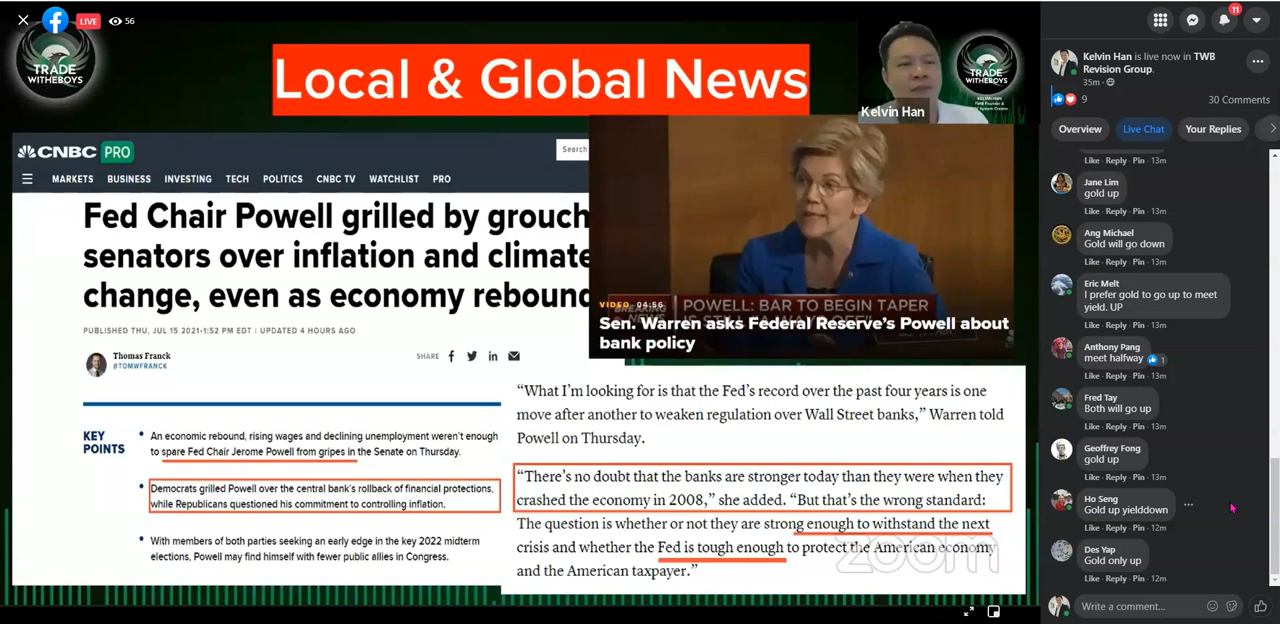 LIVE
56
TRADE
WITHEBOYS
Local & Global News
TRADE
WITHEBOYS
KELVIN HAN
Kelvin Han
CNBC PRO
Search
MARKETS BUSINESS INVESTING TECH POLITICS CNBC TV WATCHLIST PRO
Fed Chair Powell grilled by grouch
senators over inflation and climate
change, even as economy rebound
PUBLISHED THU, JUL 15 2021•1:52 PM EDT | UPDATED 4 HOURS AGO
Thomas Franck
@TOMWFRANCK
SHARE
KEY
POINTS
• An economic rebound, rising wages and declining unemployment weren't enough
to spare Fed Chair Jerome Powell from gripes in the Senate on Thursday.
• Democrats grilled Powell over the central bank's rollback of financial protections,
while Republicans questioned his commitment to controlling inflation.
• With members of both parties seeking an early edge in the key 2022 midterm
elections, Powell may find himself with fewer public allies in Congress.
VIDEO 04:56
BREAKING NEWS
POWELL: BAR TO BEGIN TAPER
Sen. Warren asks Federal Reserve's Powell about
bank policy
“What I'm looking for is that the Fed's record over the past four years is one
move after another to weaken regulation over Wall Street banks,” Warren told
Powell on Thursday.
“There's no doubt that the banks are stronger today than they were when they
crashed the economy in 2008,” she added. “But that's the wrong standard:
The question is whether or not they are strong enough to withstand the next
crisis and whether the Fed is tough enough to protect the American economy
and the American taxpayer.”
zoom
11
Kelvin Han is live now in TWB
Revision Group.
35m
9
30 Comments
Overview
Live Chat
Your Replies
Like · Reply · Pin · 13m
Jane Lim
gold up
Like · Reply · Pin · 13m
Ang Michael
Gold will go down
Like · Reply · Pin · 13m
Eric Melt
I prefer gold to go up to meet
yield. UP
Like · Reply · Pin · 13m
Anthony Pang
meet halfway
1
Like · Reply · Pin · 13m
Fred Tay
Both will go up
Like · Reply · Pin · 13m
Geoffrey Fong
gold up
Like · Reply · Pin · 13m
Ho Seng
Gold up yielddown
Like · Reply · Pin · 12m
Des Yap
Gold only up
Like · Reply · Pin · 12m
Write a comment...